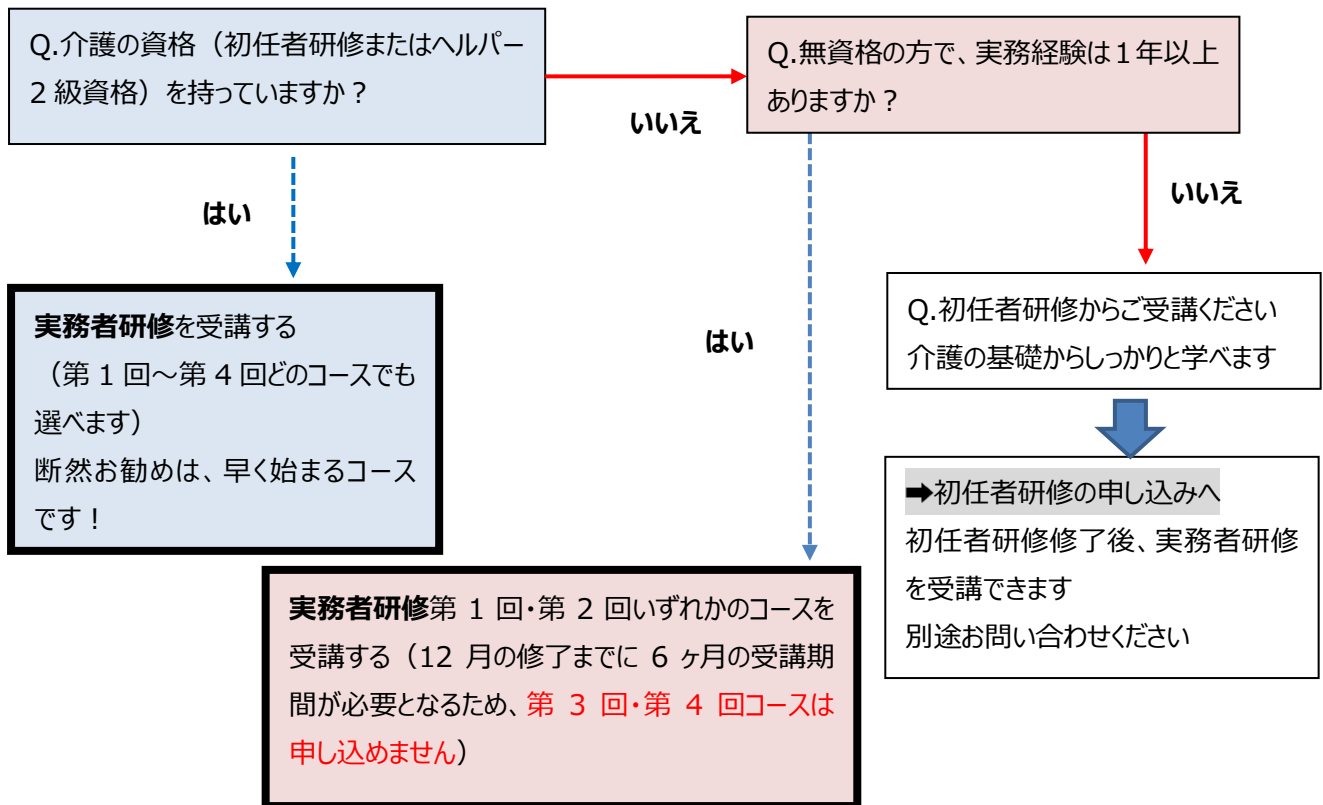 Q.介護の資格（初任者研修またはヘルパー
2級資格）を持っていますか？
いいえ
Q.無資格の方で、実務経験は１年以上
ありますか？
はい
いいえ
実務者研修を受講する
（第１回～第４回どのコースでも
選べます）
断然お勧めは、早く始まるコース
です！
はい
Q.初任者研修からご受講ください
介護の基礎からしっかりと学べます
➡初任者研修の申し込みへ
初任者研修修了後、実務者研修
を受講できます
別途お問い合わせください
実務者研修第 1 回・第 2 回いずれかのコースを
受講する（12 月の修了までに 6 ヶ月の受講期
間が必要となるため、第 3 回・第 4 回コースは
申し込めません）